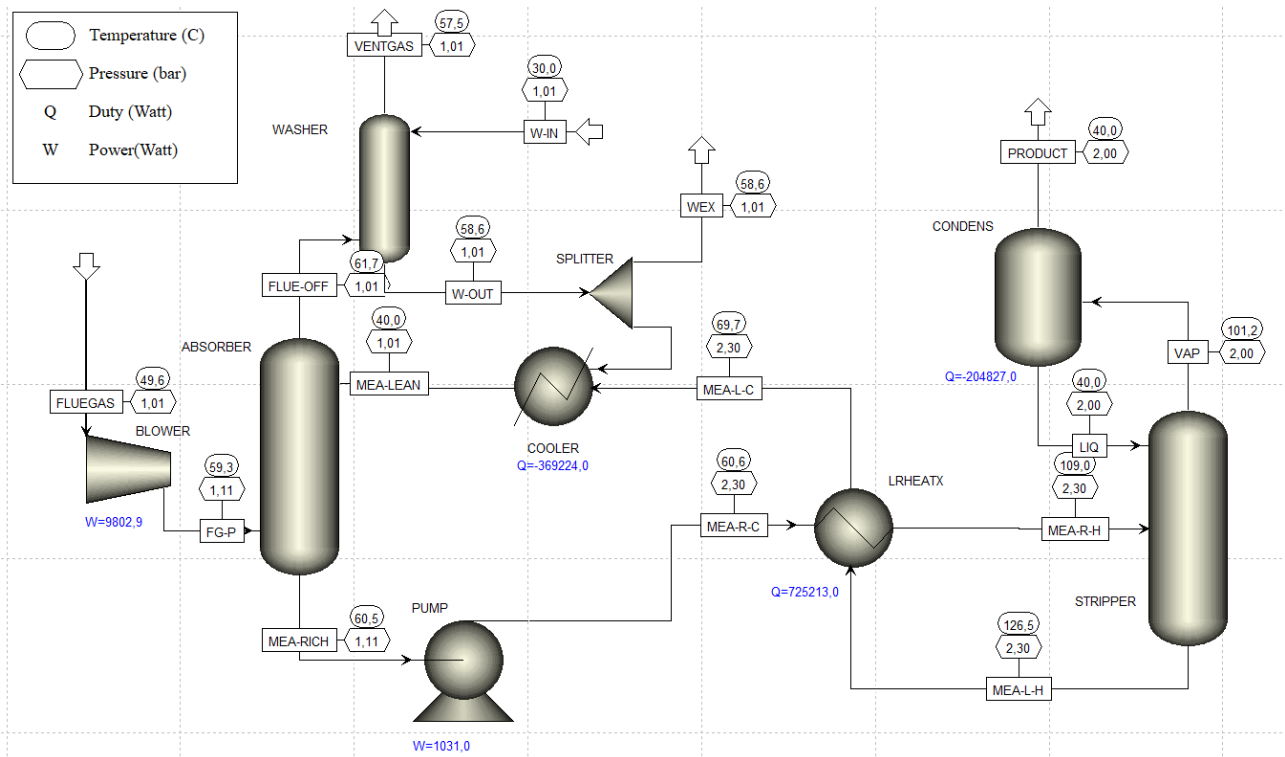 Temperature (C)
Pressure (bar)
Q Duty (Watt)
W Power(Watt)
57,5
VENTGAS
1,01
30,0
1,01
W-IN
WASHER
40,0
PRODUCT
2,00
58,6
WEX
1,01
58,6
1,01
W-OUT
SPLITTER
CONDENS
61,7
FLUE-OFF
1,01
ABSORBER
40,0
1,01
MEA-LEAN
69,7
2,30
MEA-L-C
101,2
VAP
2,00
Q=-204827,0
49,6
FLUEGAS
1,01
BLOWER
40,0
2,00
LIQ
COOLER
Q=-369224,0
59,3
1,11
FG-P
W=9802,9
60,6
2,30
MEA-R-C
LRHEATX
109,0
2,30
MEA-R-H
Q=725213,0
PUMP
STRIPPER
60,5
MEA-RICH
1,11
126,5
2,30
MEA-L-H
W=1031,0